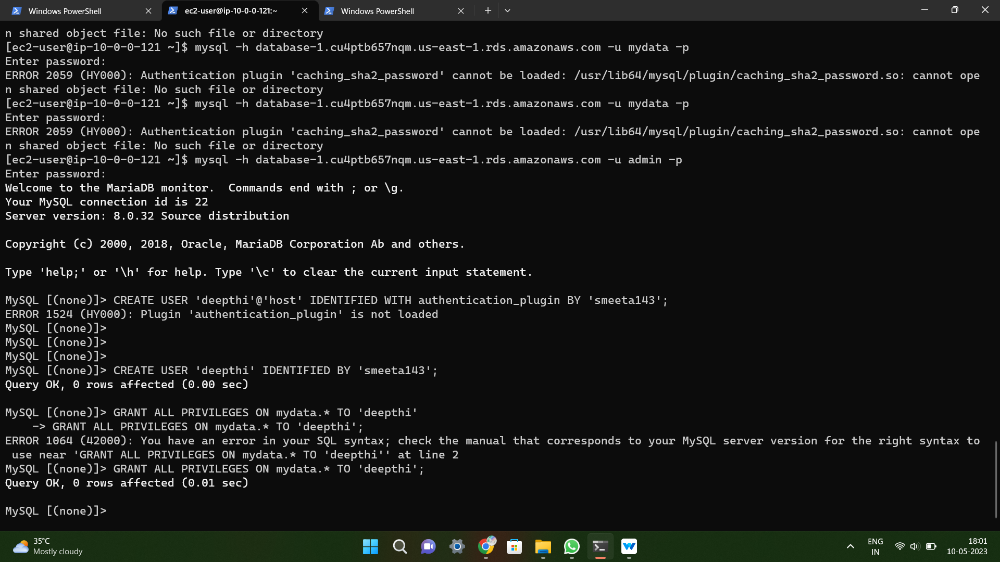 Windows PowerShell
ec2-user@ip-10-0-0-121:~
Windows PowerShell
n shared object file: No such file or directory
[ec2-user@ip-10-0-0-121 ~]$ mysql -h database-1.cu4ptb657nqm.us-east-1.rds.amazonaws.com -u mydata -p
Enter password:
ERROR 2059 (HY000): Authentication plugin 'caching_sha2_password' cannot be loaded: /usr/lib64/mysql/plugin/caching_sha2_password.so: cannot ope
n shared object file: No such file or directory
[ec2-user@ip-10-0-0-121 ~]$ mysql -h database-1.cu4ptb657nqm.us-east-1.rds.amazonaws.com -u mydata -p
Enter password:
ERROR 2059 (HY000): Authentication plugin 'caching_sha2_password' cannot be loaded: /usr/lib64/mysql/plugin/caching_sha2_password.so: cannot ope
n shared object file: No such file or directory
[ec2-user@ip-10-0-0-121 ~]$ mysql -h database-1.cu4ptb657nqm.us-east-1.rds.amazonaws.com -u admin -p
Enter password:
Welcome to the MariaDB monitor.  Commands end with ; or \g.
Your MySQL connection id is 22
Server version: 8.0.32 Source distribution
Copyright (c) 2000, 2018, Oracle, MariaDB Corporation Ab and others.
Type 'help;' or '\h' for help. Type '\c' to clear the current input statement.
MySQL [(none)]> CREATE USER 'deepthi'@'host' IDENTIFIED WITH authentication_plugin BY 'smeeta143';
ERROR 1524 (HY000): Plugin 'authentication_plugin' is not loaded
MySQL [(none)]>
MySQL [(none)]>
MySQL [(none)]>
MySQL [(none)]> CREATE USER 'deepthi' IDENTIFIED BY 'smeeta143';
Query OK, 0 rows affected (0.00 sec)
MySQL [(none)]> GRANT ALL PRIVILEGES ON mydata.* TO 'deepthi'
    -> GRANT ALL PRIVILEGES ON mydata.* TO 'deepthi';
ERROR 1064 (42000): You have an error in your SQL syntax; check the manual that corresponds to your MySQL server version for the right syntax to
 use near 'GRANT ALL PRIVILEGES ON mydata.* TO 'deepthi'' at line 2
MySQL [(none)]> GRANT ALL PRIVILEGES ON mydata.* TO 'deepthi';
Query OK, 0 rows affected (0.01 sec)
MySQL [(none)]>
35°C
Mostly cloudy
ENG
IN
18:01
10-05-2023